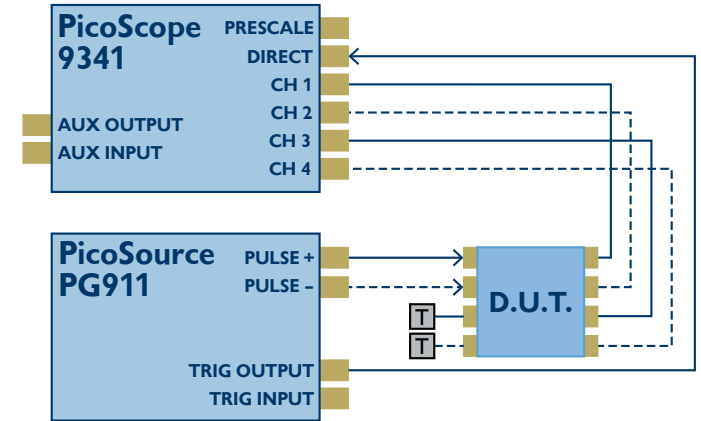 PicoScope
9341
PRESCALE
DIRECT
CH 1
CH 2
CH 3
CH 4
AUX OUTPUT
AUX INPUT
PicoSource
PG911
PULSE +
PULSE –
TRIG OUTPUT
TRIG INPUT
T
T
D.U.T.